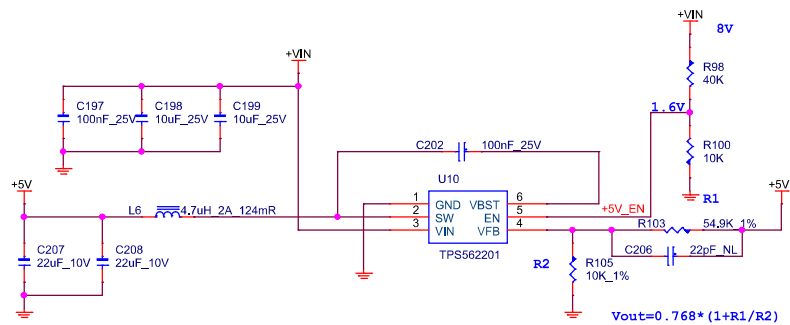 +VIN
8V
+VIN
R98
40K
C197
100nF_25V
C198
10uF_25V
C199
10uF_25V
1.6V
C202
100nF_25V
R100
10K
U10
+5V
L6
4.7uH_2A_124mR
1 GND VBST 6
2 SW EN 5
3 VIN VFB 4
TPS562201
+5V_EN
R1
+5V
R103
54.9K_1%
C206
22pF_NL
C207
22uF_10V
C208
22uF_10V
R2
R105
10K_1%
Vout=0.768*(1+R1/R2)